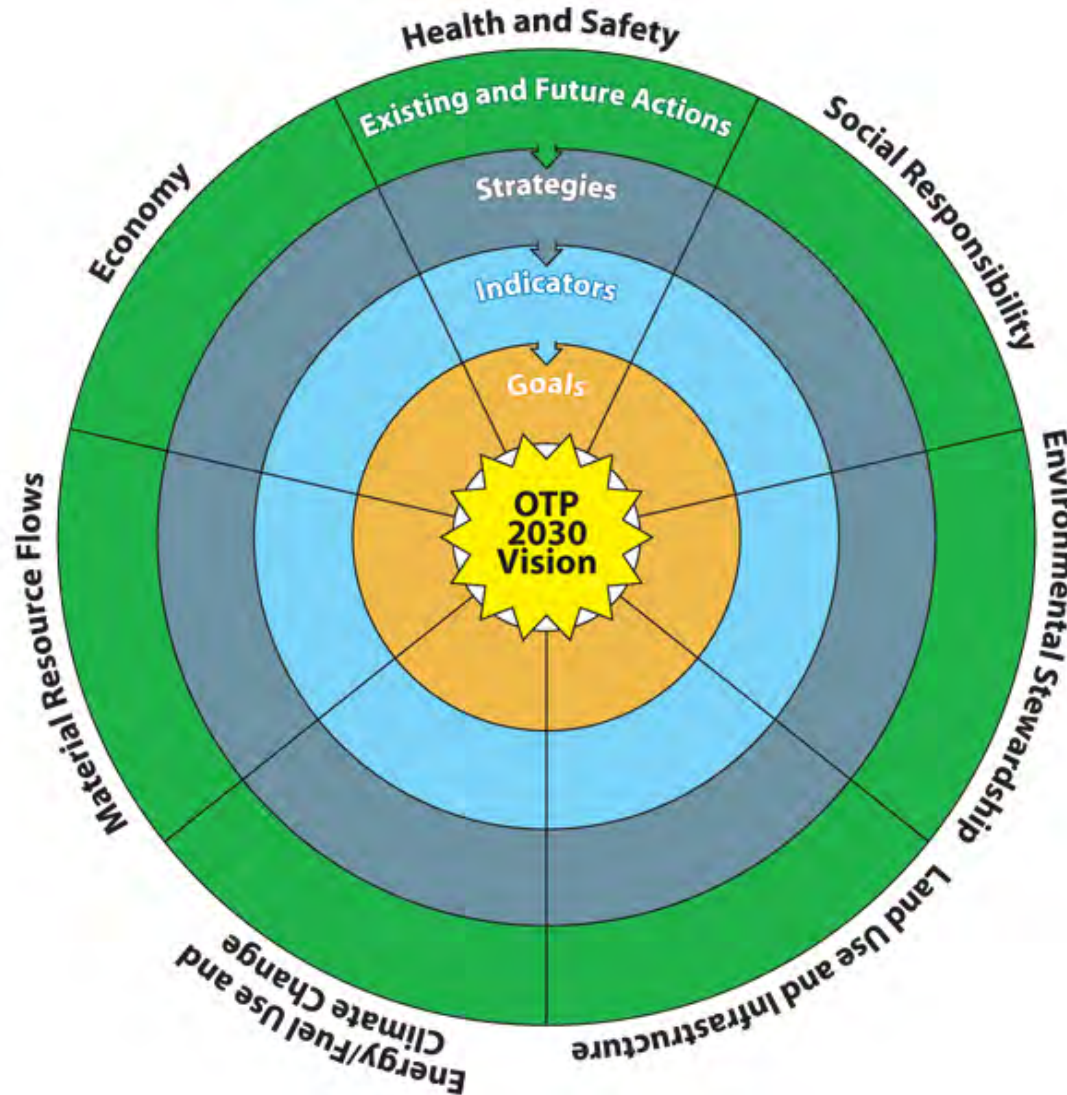 Health and Safety
Social Responsibility
Environmental Stewardship
Land Use and Infrastructure
Energy/Fuel Use and
Climate Change
Material Resource Flows
Economy
Existing and Future Actions
Strategies
Indicators
Goals
OTP
2030
Vision